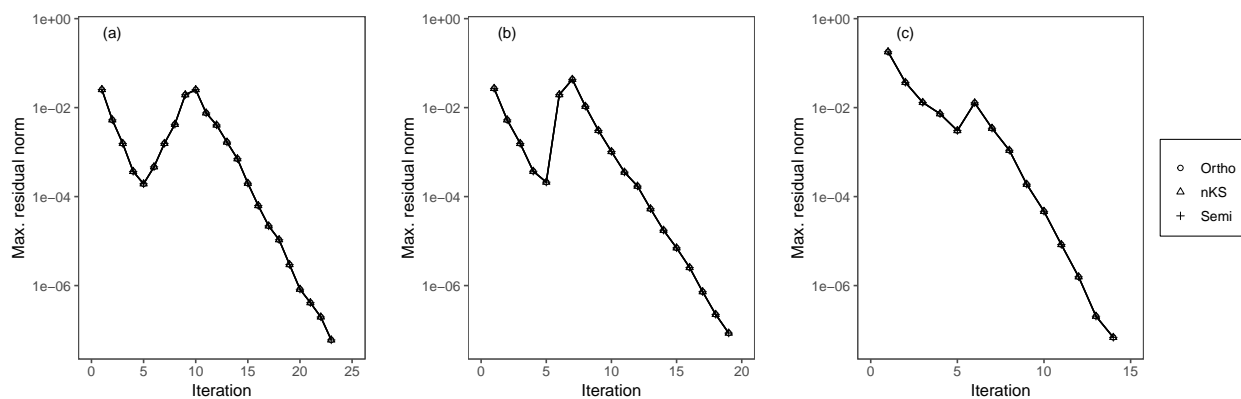 (a)
1e+00
1e−02
1e−04
1e−06
Max. residual norm
0 5 10 15 20 25
Iteration
(b)
1e+00
1e−02
1e−04
1e−06
Max. residual norm
0 5 10 15 20
Iteration
(c)
1e+00
1e−02
1e−04
1e−06
Max. residual norm
0 5 10 15
Iteration
Ortho
nKS
Semi